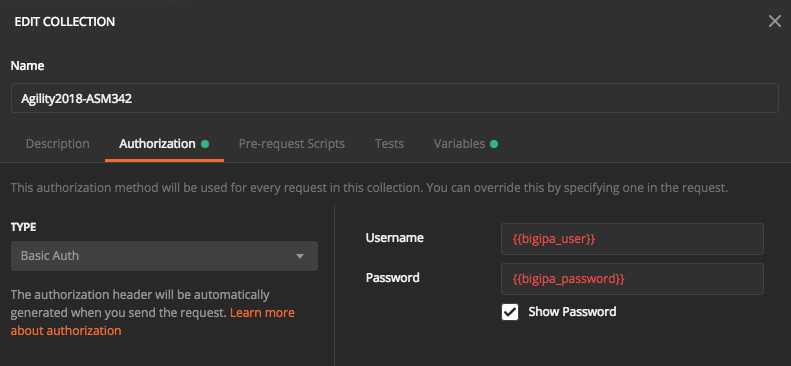 EDIT COLLECTION
Name
Agility2018-ASM342
Description Authorization Pre-request Scripts Tests Variables
This authorization method will be used for every request in this collection. You can override this by specifying one in the request.
TYPE
Basic Auth
The authorization header will be automatically
generated when you send the request. Learn more
about authorization
Username {{bigipa_user}}
Password {{bigipa_password}}
Show Password